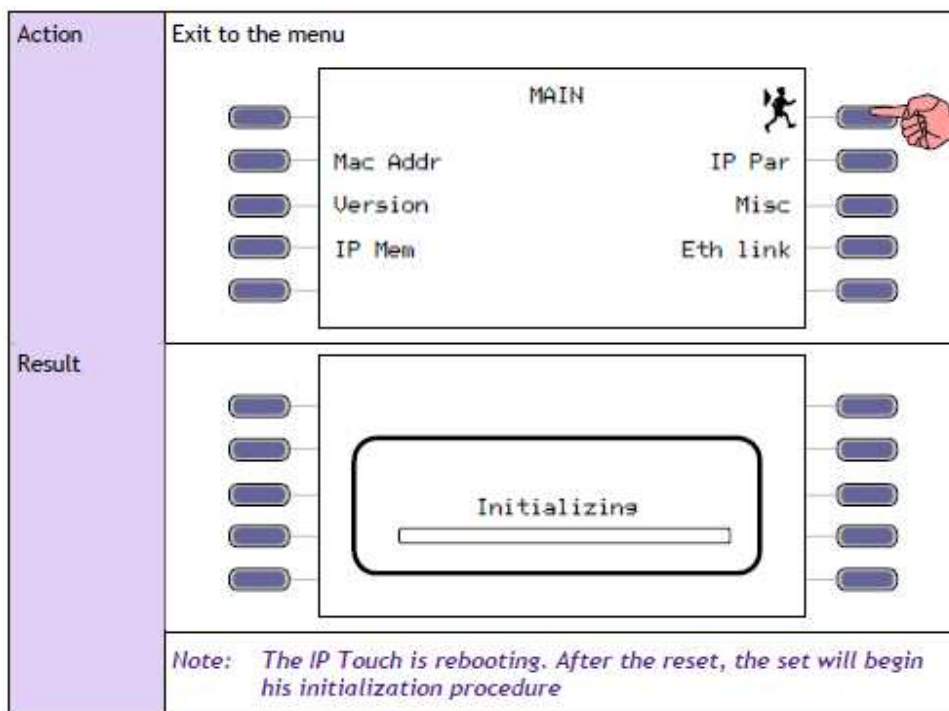 Action
Exit to the menu
MAIN
Mac Addr
IP Par
Version
Misc
IP Mem
Eth link
Result
Initializing
Note: The IP Touch is rebooting. After the reset, the set will begin
his initialization procedure